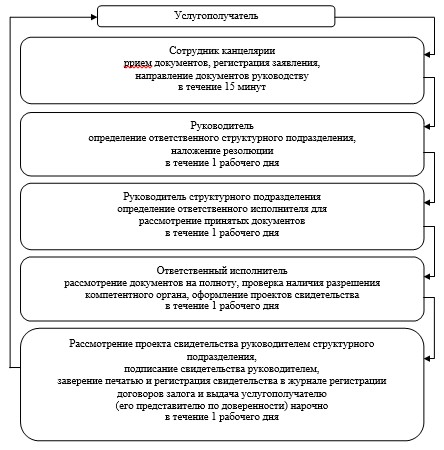 Услугополучатель
Сотрудник канцелярии
ррием документов, регистрация заявления,
направление документов руководству
в течение 15 минут
Руководитель
определение ответственного структурного подразделения,
наложение резолюции
в течение 1 рабочего дня
Руководитель структурного подразделения
определение ответственного исполнителя для
рассмотрение принятых документов
в течение 1 рабочего дня
Ответственный исполнитель
рассмотрение документов на полноту, проверка наличия разрешения
компетентного органа, оформление проектов свидетельства
в течение 1 рабочего дня
Рассмотрение проекта свидетельства руководителем структурного
подразделения,
подписание свидетельства руководителем,
заверение печатью и регистрация свидетельства в журнале регистрации
договоров залога и выдача услугополучателю
(его представителю по доверенности) нарочно
в течение 1 рабочего дня